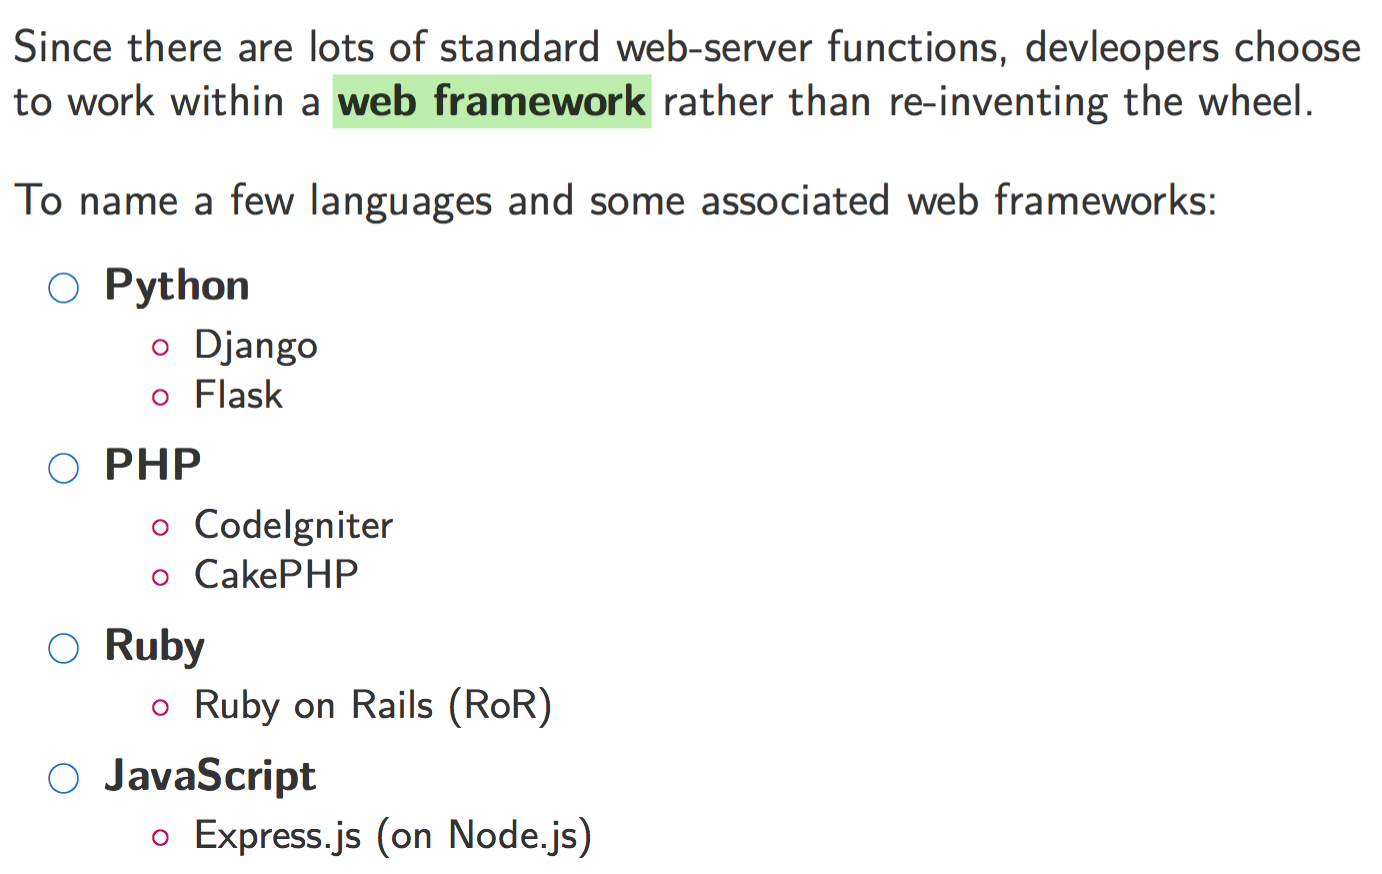 Since there are lots of standard web-server functions, devleopers choose
to work within a web framework rather than re-inventing the wheel.
To name a few languages and some associated web frameworks:
Python
Django
Flask
PHP
CodeIgniter
CakePHP
Ruby
Ruby on Rails (RoR)
JavaScript
Express.js (on Node.js)